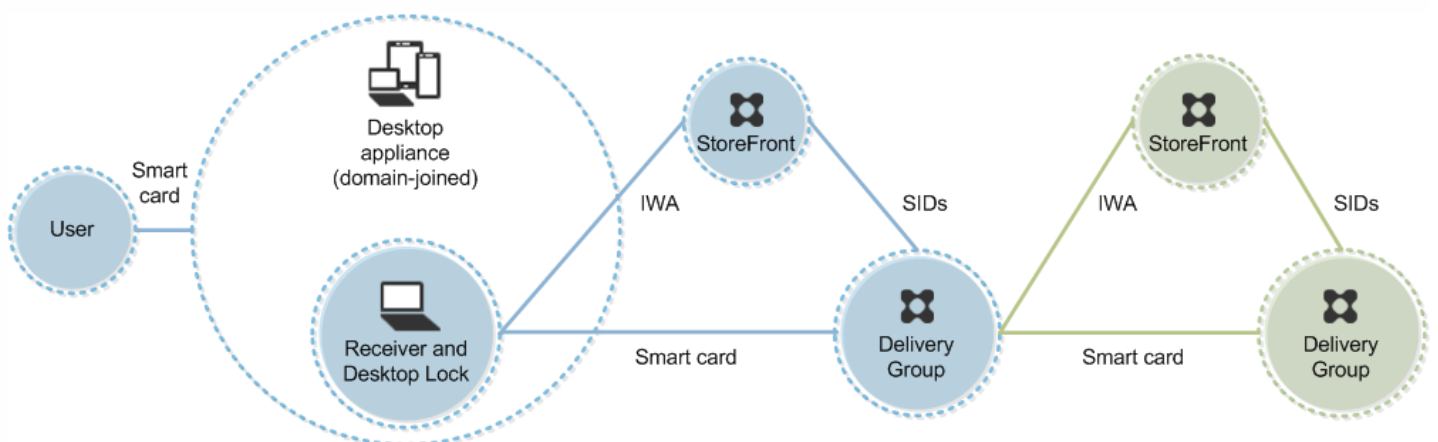 User
Smart
card
Desktop
appliance
(domain-joined)
Receiver and
Desktop Lock
IWA
StoreFront
SIDs
Smart card
Delivery
Group
IWA
StoreFront
SIDs
Smart card
Delivery
Group